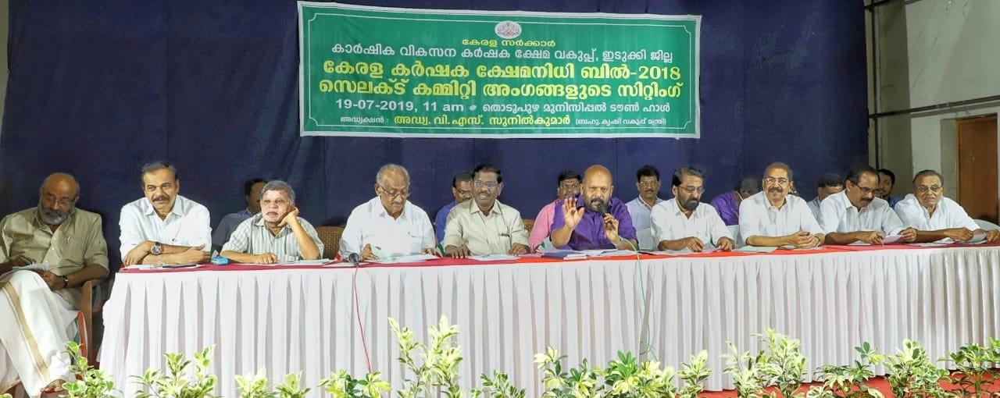 കേരള സർക്കാർ
കാർഷിക വികസന കർഷക ക്ഷേമ വകുപ്പ്, ഇടുക്കി ജില്ല
കേരള കർഷക ക്ഷേമനിധി ബിൽ-2018
സെലക്ട് കമ്മിറ്റി അംഗങ്ങളുടെ സിറ്റിംഗ്
19-07-2019, 11 am • തൊടുപുഴ മുനിസിപ്പൽ ടൗൺ ഹാൾ
അദ്ധ്യക്ഷൻ : അഡ്വ. വി.എസ്. സുനിൽകുമാർ (ബഹു. കൃഷി വകുപ്പ് മന്ത്രി)